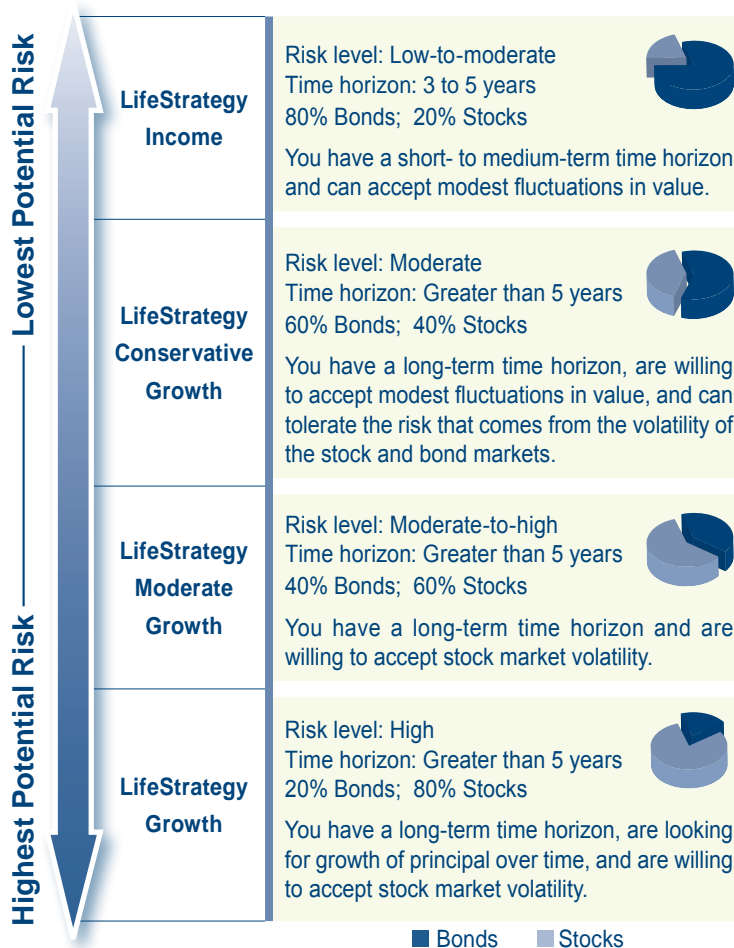 Lowest Potential Risk
Highest Potential Risk
LifeStrategy
Income
Risk level: Low-to-moderate
Time horizon: 3 to 5 years
80% Bonds; 20% Stocks
You have a short- to medium-term time horizon
and can accept modest fluctuations in value.
LifeStrategy
Conservative
Growth
Risk level: Moderate
Time horizon: Greater than 5 years
60% Bonds; 40% Stocks
You have a long-term time horizon, are willing
to accept modest fluctuations in value, and can
tolerate the risk that comes from the volatility of
the stock and bond markets.
LifeStrategy
Moderate
Growth
Risk level: Moderate-to-high
Time horizon: Greater than 5 years
40% Bonds; 60% Stocks
You have a long-term time horizon and are
willing to accept stock market volatility.
LifeStrategy
Growth
Risk level: High
Time horizon: Greater than 5 years
20% Bonds; 80% Stocks
You have a long-term time horizon, are looking
for growth of principal over time, and are willing
to accept stock market volatility.
Bonds Stocks